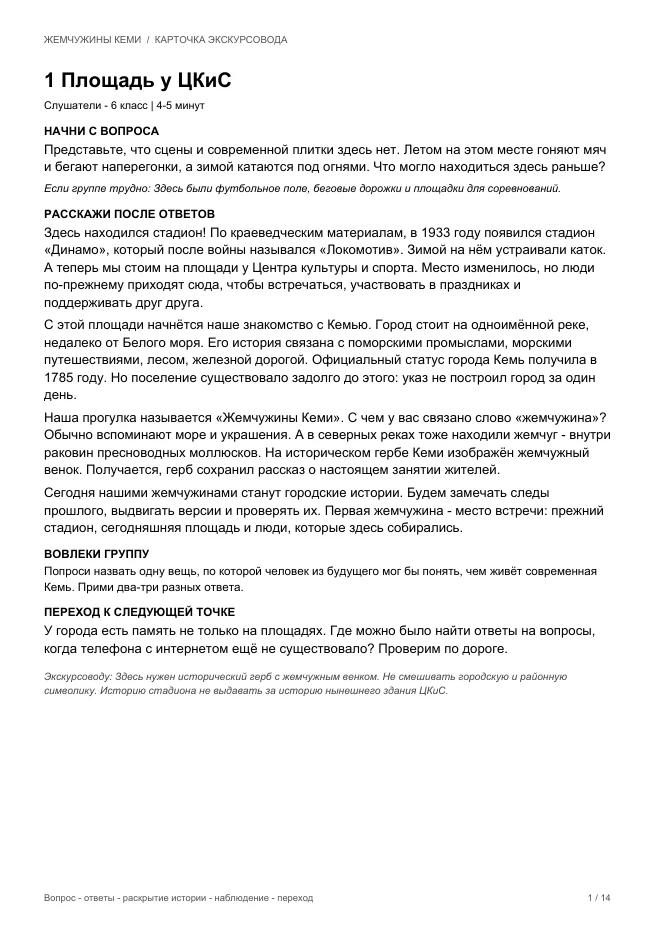 ЖЕМЧУЖИНЫ КЕМИ / КАРТОЧКА ЭКСКУРСОВОДА
1 Площадь у ЦКиС
Слушатели - 6 класс | 4-5 минут
НАЧНИ С ВОПРОСА
Представьте, что сцены и современной плитки здесь нет. Летом на этом месте гоняют мяч
и бегают наперегонки, а зимой катаются под огнями. Что могло находиться здесь раньше?
Если группе трудно: Здесь были футбольное поле, беговые дорожки и площадки для соревнований.
РАССКАЖИ ПОСЛЕ ОТВЕТОВ
Здесь находился стадион! По краеведческим материалам, в 1933 году появился стадион
«Динамо», который после войны назывался «Локомотив». Зимой на нём устраивали каток.
А теперь мы стоим на площади у Центра культуры и спорта. Место изменилось, но люди
по-прежнему приходят сюда, чтобы встречаться, участвовать в праздниках и
поддерживать друг друга.
С этой площади начнётся наше знакомство с Кемью. Город стоит на одноимённой реке,
недалеко от Белого моря. Его история связана с поморскими промыслами, морскими
путешествиями, лесом, железной дорогой. Официальный статус города Кемь получила в
1785 году. Но поселение существовало задолго до этого: указ не построил город за один
день.
Наша прогулка называется «Жемчужины Кеми». С чем у вас связано слово «жемчужина»?
Обычно вспоминают море и украшения. А в северных реках тоже находили жемчуг - внутри
раковин пресноводных моллюсков. На историческом гербе Кеми изображён жемчужный
венок. Получается, герб сохранил рассказ о настоящем занятии жителей.
Сегодня нашими жемчужинами станут городские истории. Будем замечать следы
прошлого, выдвигать версии и проверять их. Первая жемчужина - место встречи: прежний
стадион, сегодняшняя площадь и люди, которые здесь собирались.
ВОВЛЕКИ ГРУППУ
Попроси назвать одну вещь, по которой человек из будущего мог бы понять, чем живёт современная
Кемь. Прими два-три разных ответа.
ПЕРЕХОД К СЛЕДУЮЩЕЙ ТОЧКЕ
У города есть память не только на площадях. Где можно было найти ответы на вопросы,
когда телефона с интернетом ещё не существовало? Проверим по дороге.
Экскурсоводу: Здесь нужен исторический герб с жемчужным венком. Не смешивать городскую и районную
символику. Историю стадиона не выдавать за историю нынешнего здания ЦКиС.
Вопрос - ответы - раскрытие истории - наблюдение - переход
1 / 14